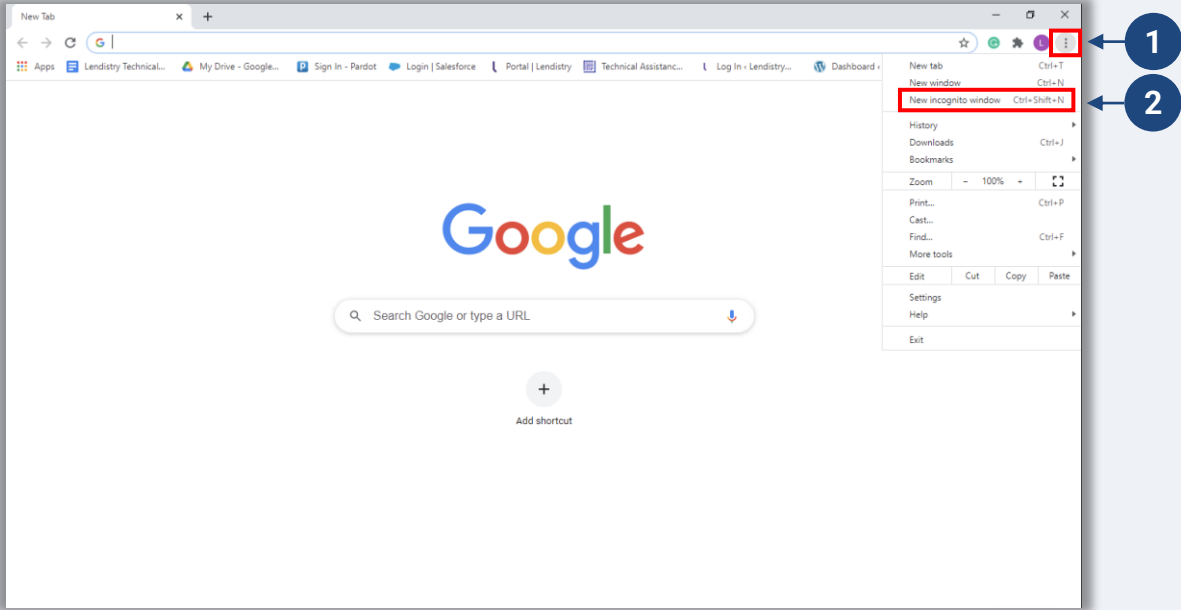 New Tab
G
L
1
Apps Lendistry Technical... My Drive - Google... Sign In - Pardot Login | Salesforce Portal | Lendistry Technical Assistanc... Log In ‹ Lendistry... Dashboard ‹
New tab Ctrl+T
New window Ctrl+N
New incognito window Ctrl+Shift+N
2
History
Downloads Ctrl+J
Bookmarks
Zoom - 100% +
Print... Ctrl+P
Cast...
Find... Ctrl+F
More tools
Edit Cut Copy Paste
Settings
Help
Exit
Google
Search Google or type a URL
+
Add shortcut